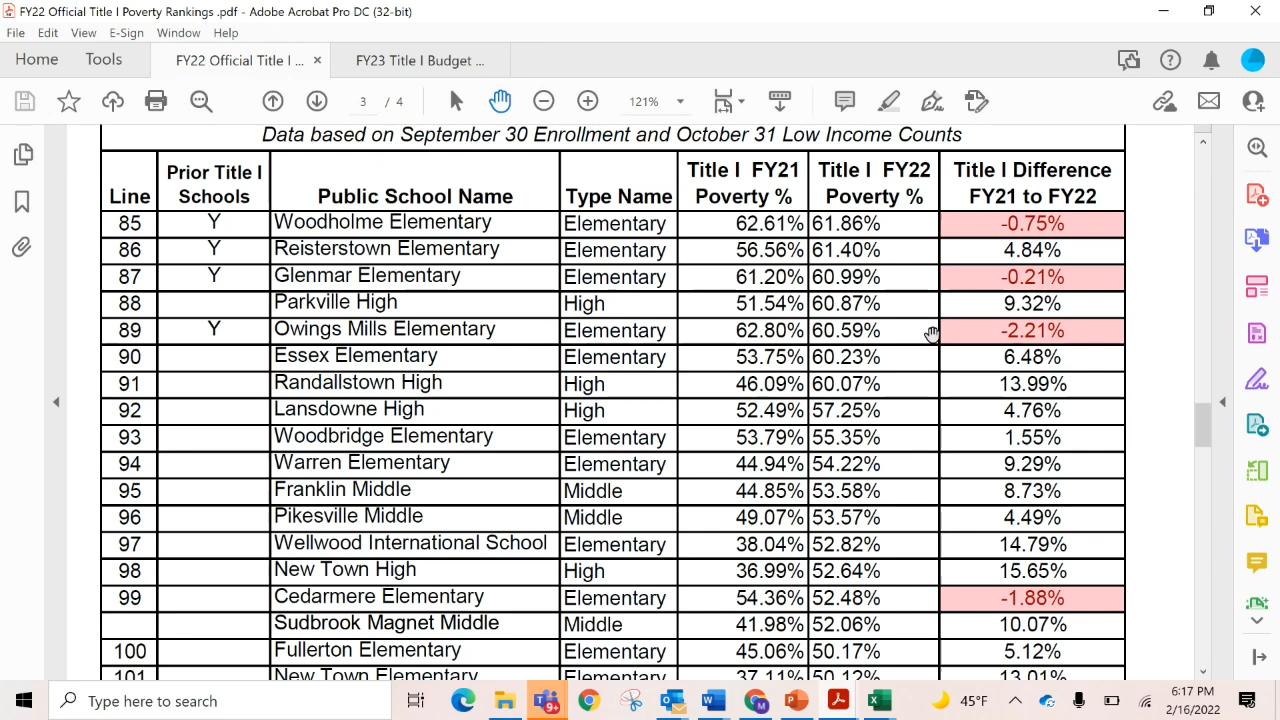 FY22 Official Title I Poverty Rankings .pdf - Adobe Acrobat Pro DC (32-bit)
File Edit View E-Sign Window Help
Home Tools FY22 Official Title I ... × FY23 Title I Budget ...
3 / 4 121%
Data based on September 30 Enrollment and October 31 Low Income Counts
Prior Title I Title I FY21 Title I FY22 Title I Difference
Line Schools Public School Name Type Name Poverty % Poverty % FY21 to FY22
85 Y Woodholme Elementary Elementary 62.61% 61.86% -0.75%
86 Y Reisterstown Elementary Elementary 56.56% 61.40% 4.84%
87 Y Glenmar Elementary Elementary 61.20% 60.99% -0.21%
88 Parkville High High 51.54% 60.87% 9.32%
89 Y Owings Mills Elementary Elementary 62.80% 60.59% -2.21%
90 Essex Elementary Elementary 53.75% 60.23% 6.48%
91 Randallstown High High 46.09% 60.07% 13.99%
92 Lansdowne High High 52.49% 57.25% 4.76%
93 Woodbridge Elementary Elementary 53.79% 55.35% 1.55%
94 Warren Elementary Elementary 44.94% 54.22% 9.29%
95 Franklin Middle Middle 44.85% 53.58% 8.73%
96 Pikesville Middle Middle 49.07% 53.57% 4.49%
97 Wellwood International School Elementary 38.04% 52.82% 14.79%
98 New Town High High 36.99% 52.64% 15.65%
99 Cedarmere Elementary Elementary 54.36% 52.48% -1.88%
Sudbrook Magnet Middle Middle 41.98% 52.06% 10.07%
100 Fullerton Elementary Elementary 45.06% 50.17% 5.12%
101 New Town Elementary Elementary 37.11% 50.12% 13.01%
Type here to search 9+ 45°F 6:17 PM
2/16/2022